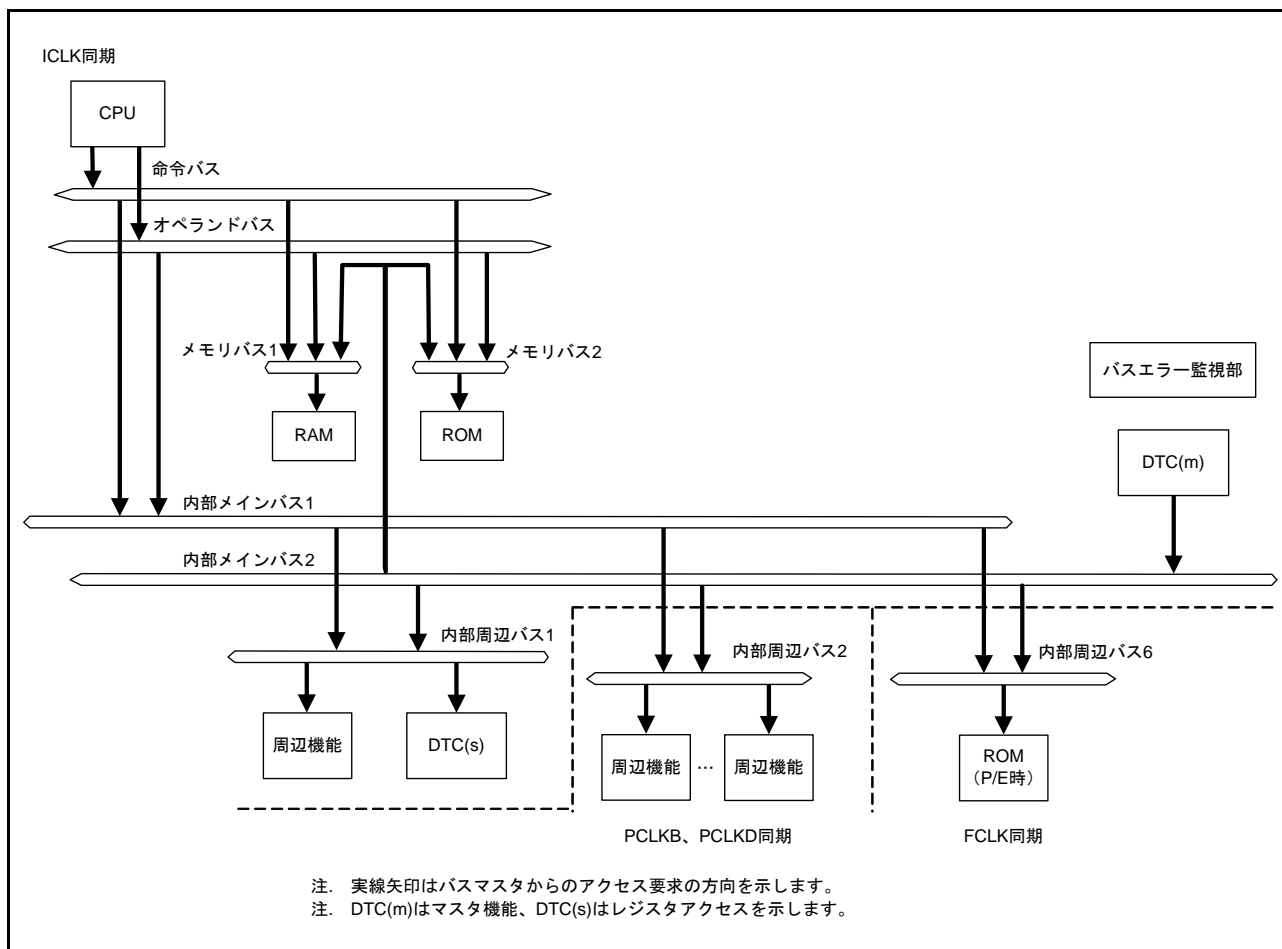 ICLK同期
CPU
命令バス
オペランドバス
メモリバス1
メモリバス2
バスエラー監視部
RAM
ROM
DTC(m)
内部メインバス1
内部メインバス2
内部周辺バス1
内部周辺バス2
内部周辺バス6
周辺機能
DTC(s)
周辺機能
…
周辺機能
ROM
(P/E時)
PCLKB、PCLKD同期
FCLK同期
注. 実線矢印はバスマスタからのアクセス要求の方向を示します。
注. DTC(m)はマスタ機能、DTC(s)はレジスタアクセスを示します。